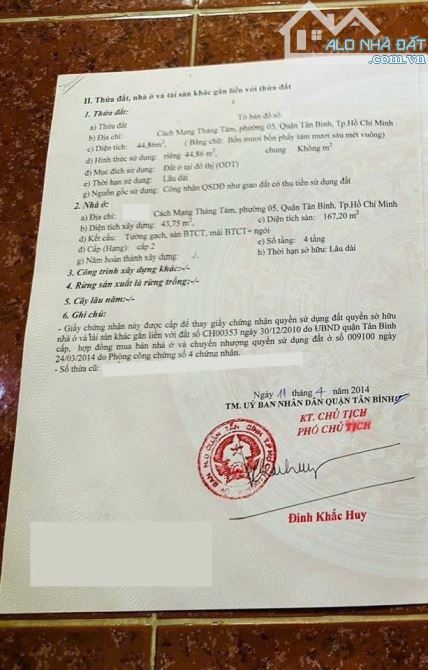 ALO NHÀ ĐẤT
.com.vn
II. Thửa đất, nhà ở và tài sản khác gắn liền với thửa đất
1. Thửa đất:
a) Thửa đất Tờ bản đồ số:
b) Địa chỉ: Cách Mạng Tháng Tám, phường 05, Quận Tân Bình, Tp.Hồ Chí Minh
c) Diện tích: 44,86m², ( Bằng chữ: Bốn mươi bốn phẩy tám mươi sáu mét vuông)
d) Hình thức sử dụng: riêng 44,86 m², chung Không m²
đ) Mục đích sử dụng: Đất ở tại đô thị (ODT)
e) Thời hạn sử dụng: Lâu dài
g) Nguồn gốc sử dụng: Công nhận QSDĐ như giao đất có thu tiền sử dụng đất
2. Nhà ở:
a) Địa chỉ: Cách Mạng Tháng Tám, phường 05, Quận Tân Bình, Tp.Hồ Chí Minh
b) Diện tích xây dựng: 43,75 m², c) Diện tích sàn: 167,20 m²
d) Kết cấu: Tường gạch, sàn BTCT, mái BTCT+ ngói
đ) Cấp (Hạng): cấp 2 e) Số tầng: 4 tầng
g) Năm hoàn thành xây dựng: h) Thời hạn sở hữu: Lâu dài
3. Công trình xây dựng khác:-/-
4. Rừng sản xuất là rừng trồng:-/-
5. Cây lâu năm:-/-
6. Ghi chú:
- Giấy chứng nhận này được cấp để thay giấy chứng nhận quyền sử dụng đất quyền sở hữu
nhà ở và tài sản khác gắn liền với đất số CH00353 ngày 30/12/2010 do UBND quận Tân Bình
cấp, hợp đồng mua bán nhà ở và chuyển nhượng quyền sử dụng đất ở số 009100 ngày
24/03/2014 do Phòng công chứng số 4 chứng nhận.
- Số thửa cũ:
Ngày 11 tháng 4 năm 2014
TM. UỶ BAN NHÂN DÂN QUẬN TÂN BÌNH
KT. CHỦ TỊCH
PHÓ CHỦ TỊCH
Đinh Khắc Huy